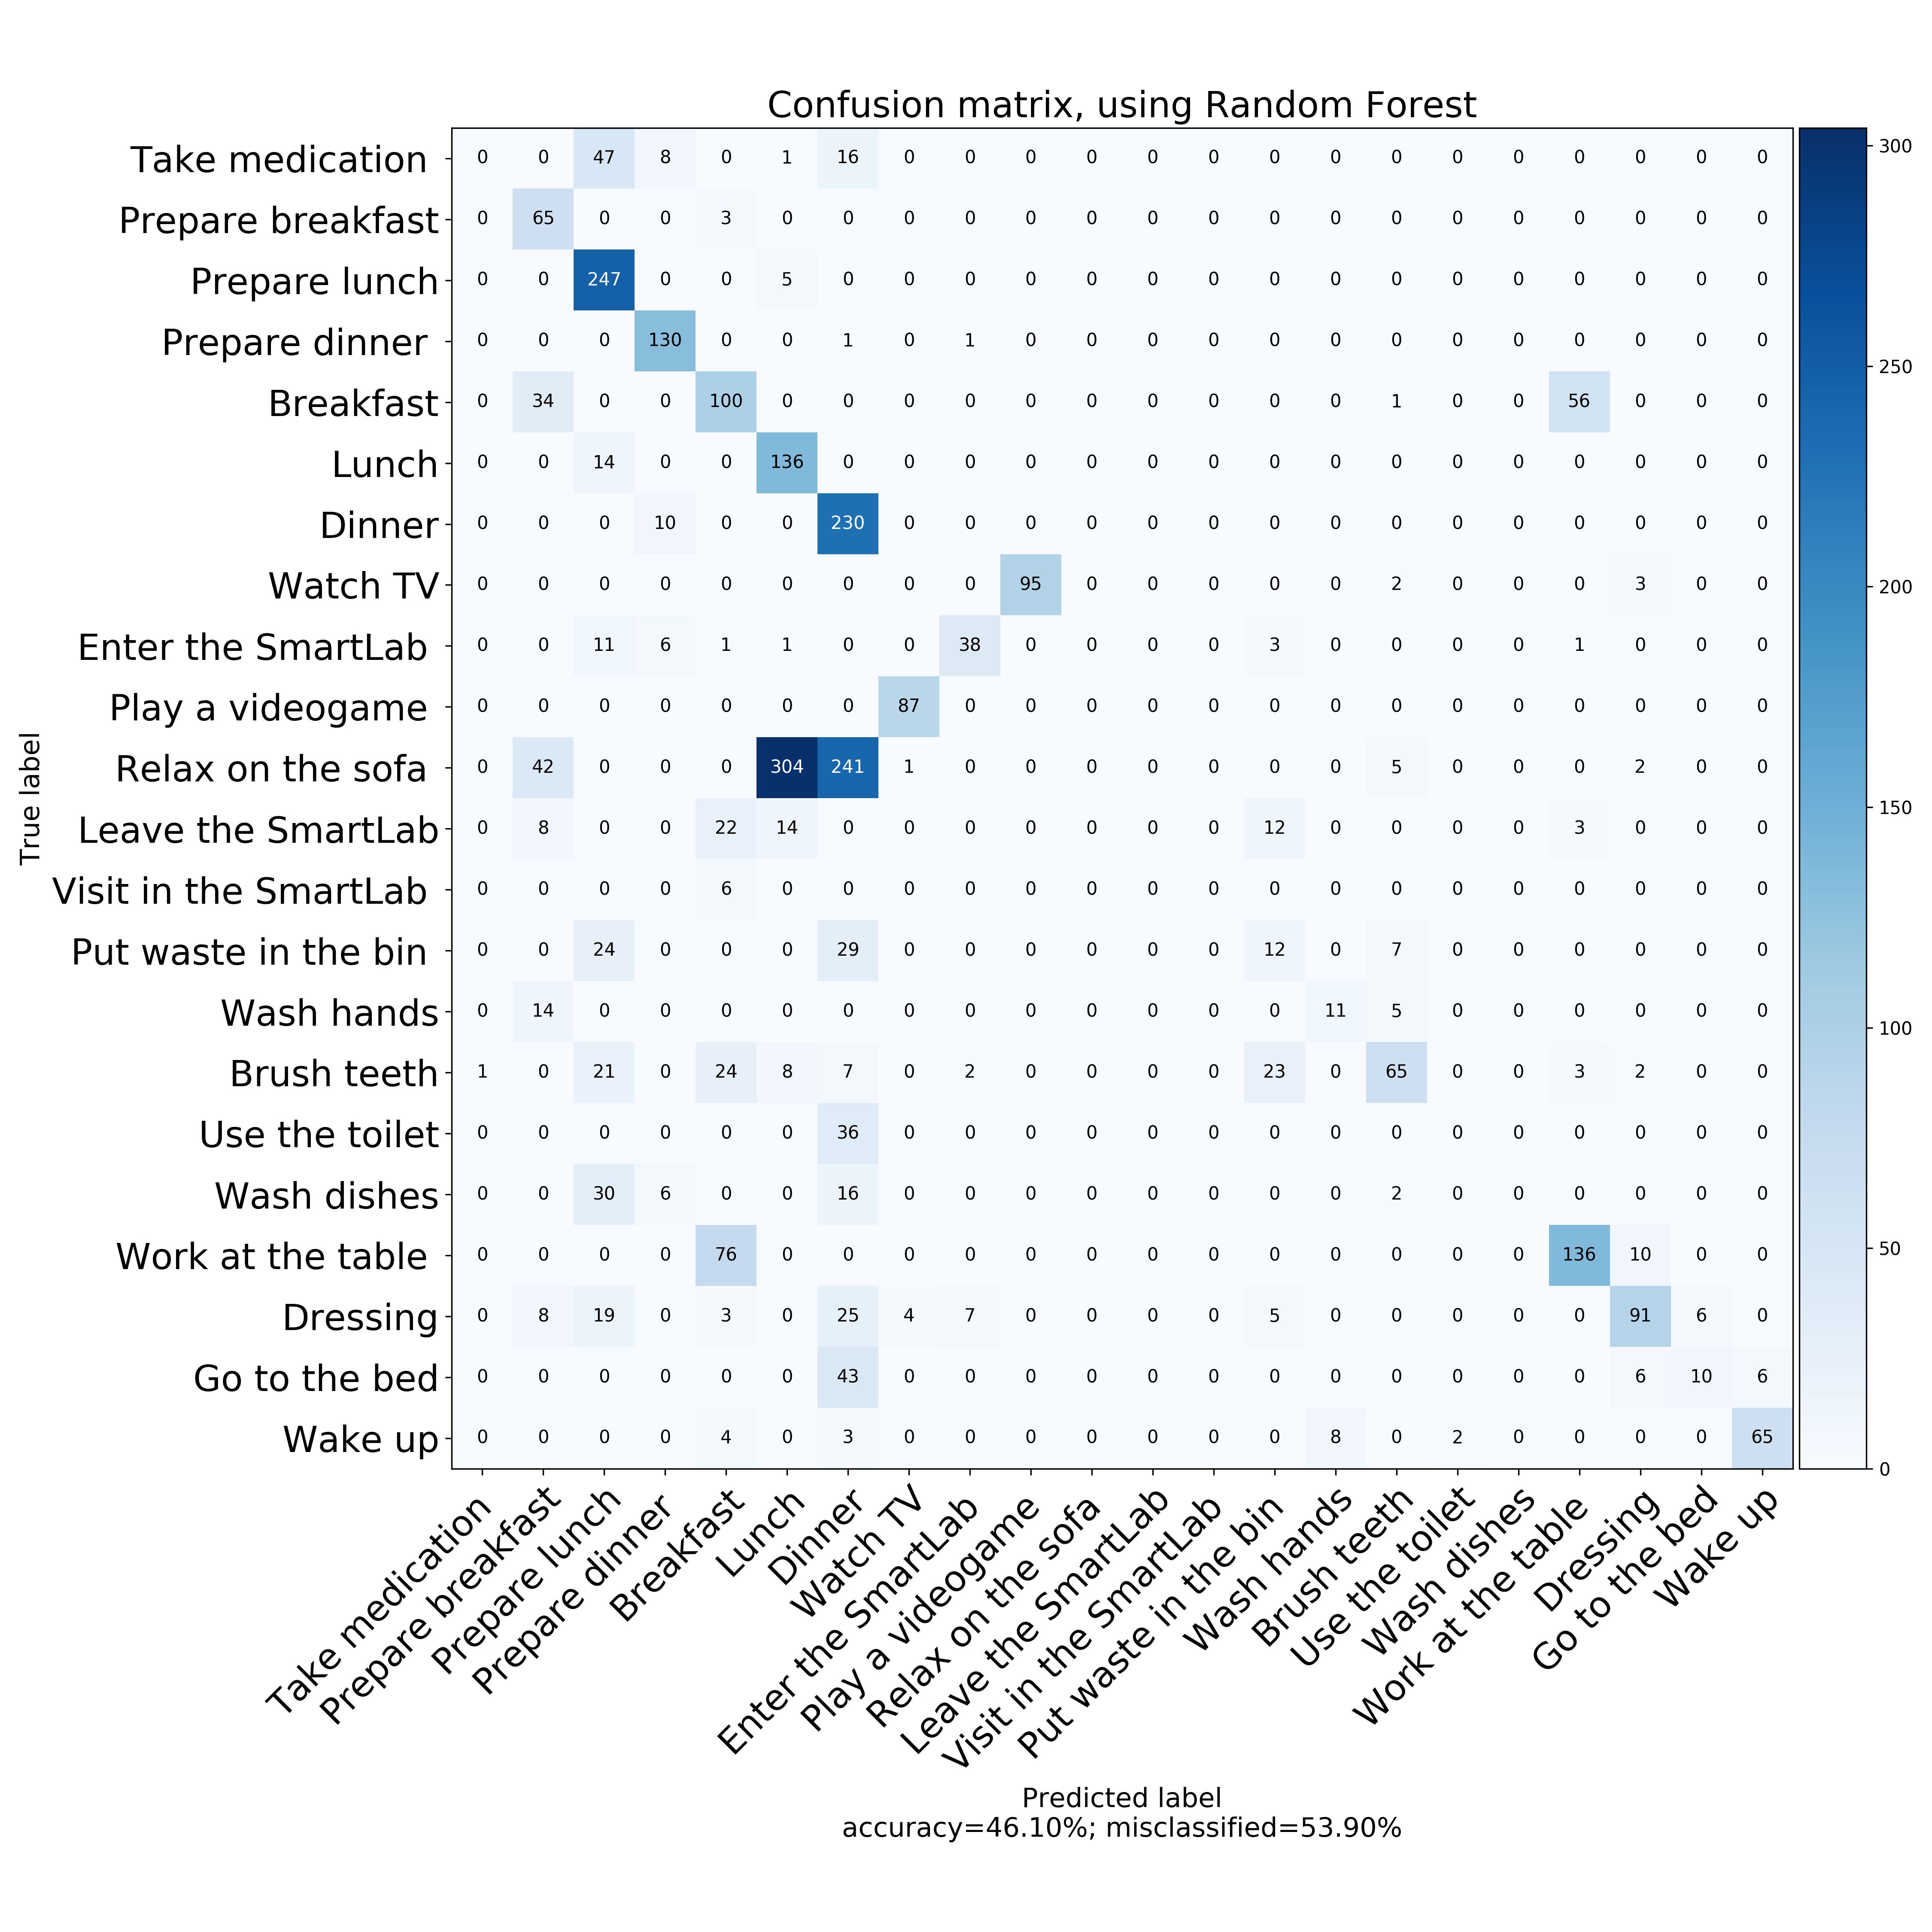 Confusion matrix, using Random Forest
Take medication 0 0 47 8 0 1 16 0 0 0 0 0 0 0 0 0 0 0 0 0 0 0
Prepare breakfast 0 65 0 0 3 0 0 0 0 0 0 0 0 0 0 0 0 0 0 0 0 0
Prepare lunch 0 0 247 0 0 5 0 0 0 0 0 0 0 0 0 0 0 0 0 0 0 0
Prepare dinner 0 0 0 130 0 0 1 0 1 0 0 0 0 0 0 0 0 0 0 0 0 0
Breakfast 0 34 0 0 100 0 0 0 0 0 0 0 0 0 0 1 0 0 56 0 0 0
Lunch 0 0 14 0 0 136 0 0 0 0 0 0 0 0 0 0 0 0 0 0 0 0
Dinner 0 0 0 10 0 0 230 0 0 0 0 0 0 0 0 0 0 0 0 0 0 0
Watch TV 0 0 0 0 0 0 0 0 0 95 0 0 0 0 0 2 0 0 0 3 0 0
Enter the SmartLab 0 0 11 6 1 1 0 0 38 0 0 0 0 3 0 0 0 0 1 0 0 0
Play a videogame 0 0 0 0 0 0 0 87 0 0 0 0 0 0 0 0 0 0 0 0 0 0
Relax on the sofa 0 42 0 0 0 304 241 1 0 0 0 0 0 0 0 5 0 0 0 2 0 0
Leave the SmartLab 0 8 0 0 22 14 0 0 0 0 0 0 0 12 0 0 0 0 3 0 0 0
Visit in the SmartLab 0 0 0 0 6 0 0 0 0 0 0 0 0 0 0 0 0 0 0 0 0 0
Put waste in the bin 0 0 24 0 0 0 29 0 0 0 0 0 0 12 0 7 0 0 0 0 0 0
Wash hands 0 14 0 0 0 0 0 0 0 0 0 0 0 0 11 5 0 0 0 0 0 0
Brush teeth 1 0 21 0 24 8 7 0 2 0 0 0 0 23 0 65 0 0 3 2 0 0
Use the toilet 0 0 0 0 0 0 36 0 0 0 0 0 0 0 0 0 0 0 0 0 0 0
Wash dishes 0 0 30 6 0 0 16 0 0 0 0 0 0 0 0 2 0 0 0 0 0 0
Work at the table 0 0 0 0 76 0 0 0 0 0 0 0 0 0 0 0 0 0 136 10 0 0
Dressing 0 8 19 0 3 0 25 4 7 0 0 0 0 5 0 0 0 0 0 91 6 0
Go to the bed 0 0 0 0 0 0 43 0 0 0 0 0 0 0 0 0 0 0 0 6 10 6
Wake up 0 0 0 0 4 0 3 0 0 0 0 0 0 0 8 0 2 0 0 0 0 65
True label
300
250
200
150
100
50
0
Take medication
Prepare breakfast
Prepare lunch
Prepare dinner
Breakfast
Lunch
Dinner
Watch TV
Enter the SmartLab
Play a videogame
Relax on the sofa
Leave the SmartLab
Visit in the SmartLab
Put waste in the bin
Wash hands
Brush teeth
Use the toilet
Wash dishes
Work at the table
Dressing
Go to the bed
Wake up
Predicted label
accuracy=46.10%; misclassified=53.90%